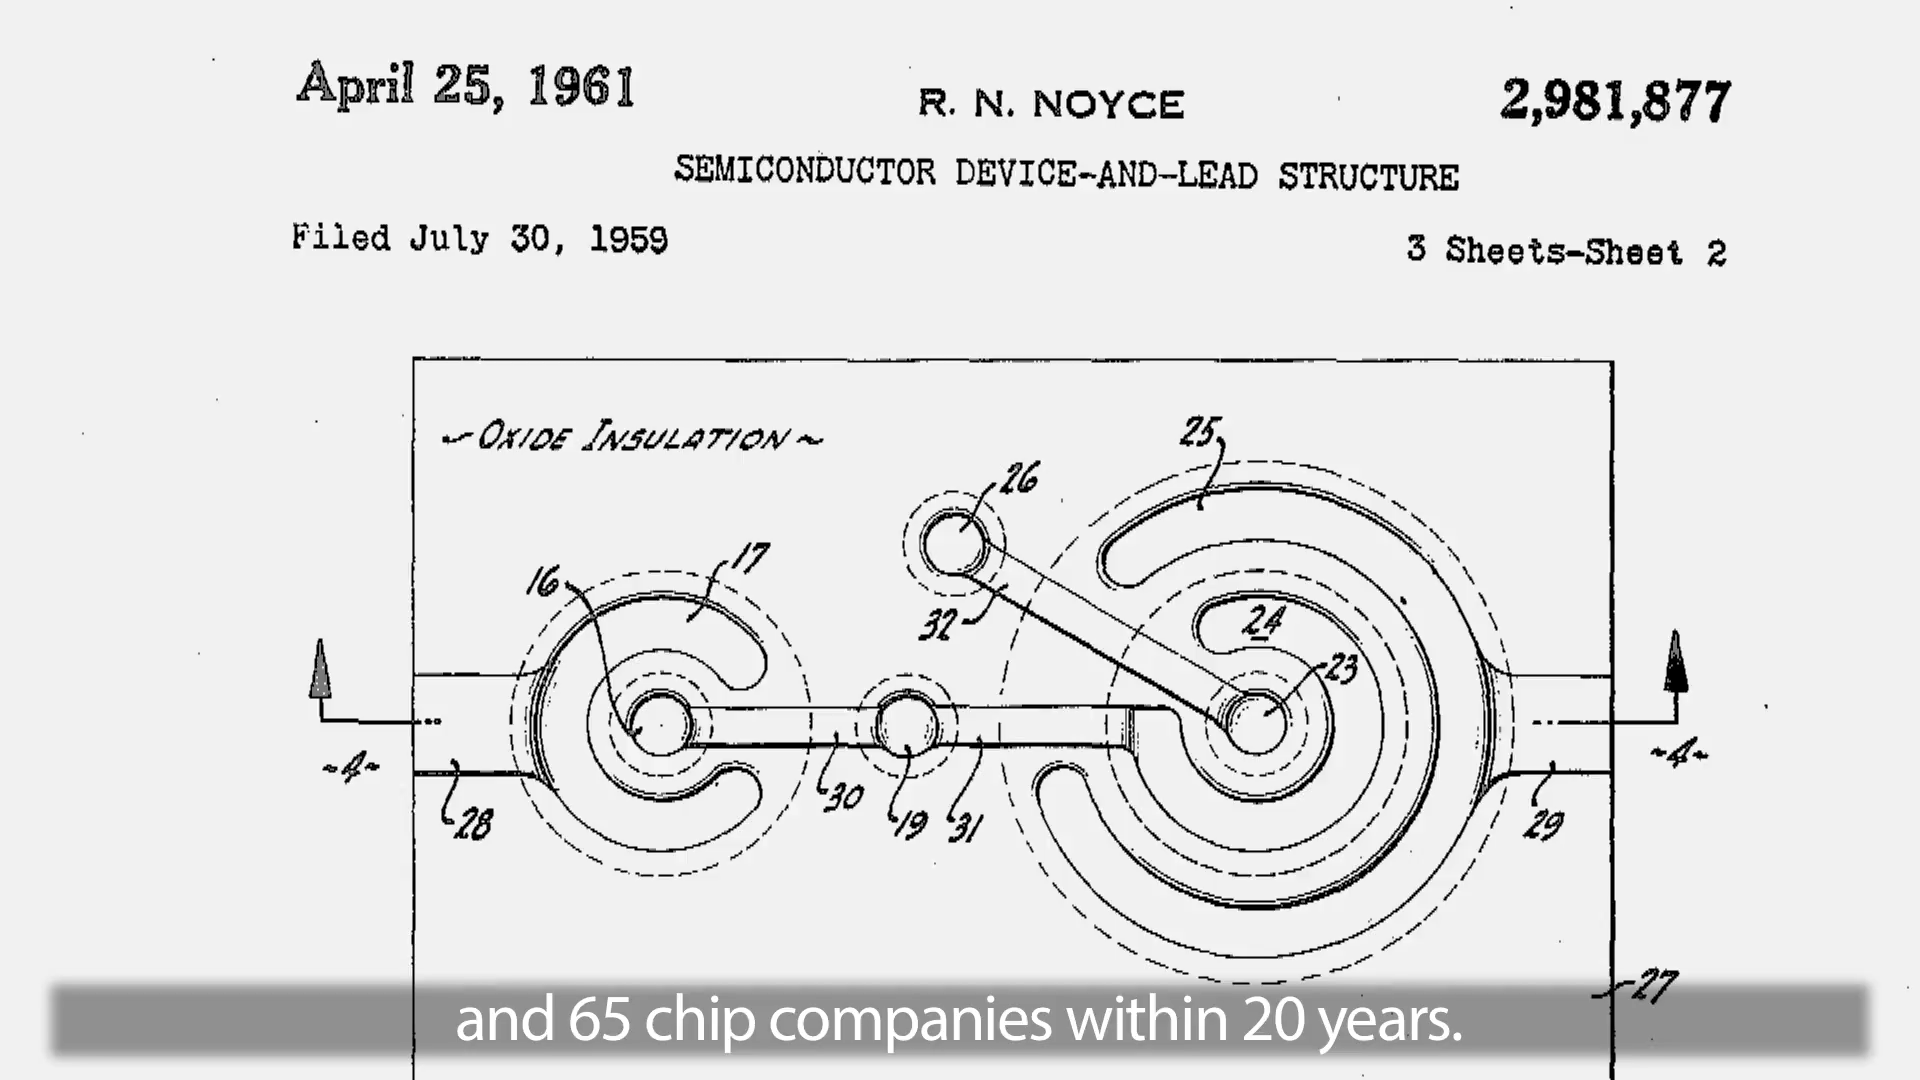 April 25, 1961
R. N. NOYCE
2,981,877
SEMICONDUCTOR DEVICE-AND-LEAD STRUCTURE
Filed July 30, 1959
3 Sheets-Sheet 2
~OXIDE INSULATION~
25
26
17
16
32
24
23
~4~
~4~
30
28
19
31
29
27
and 65 chip companies within 20 years.